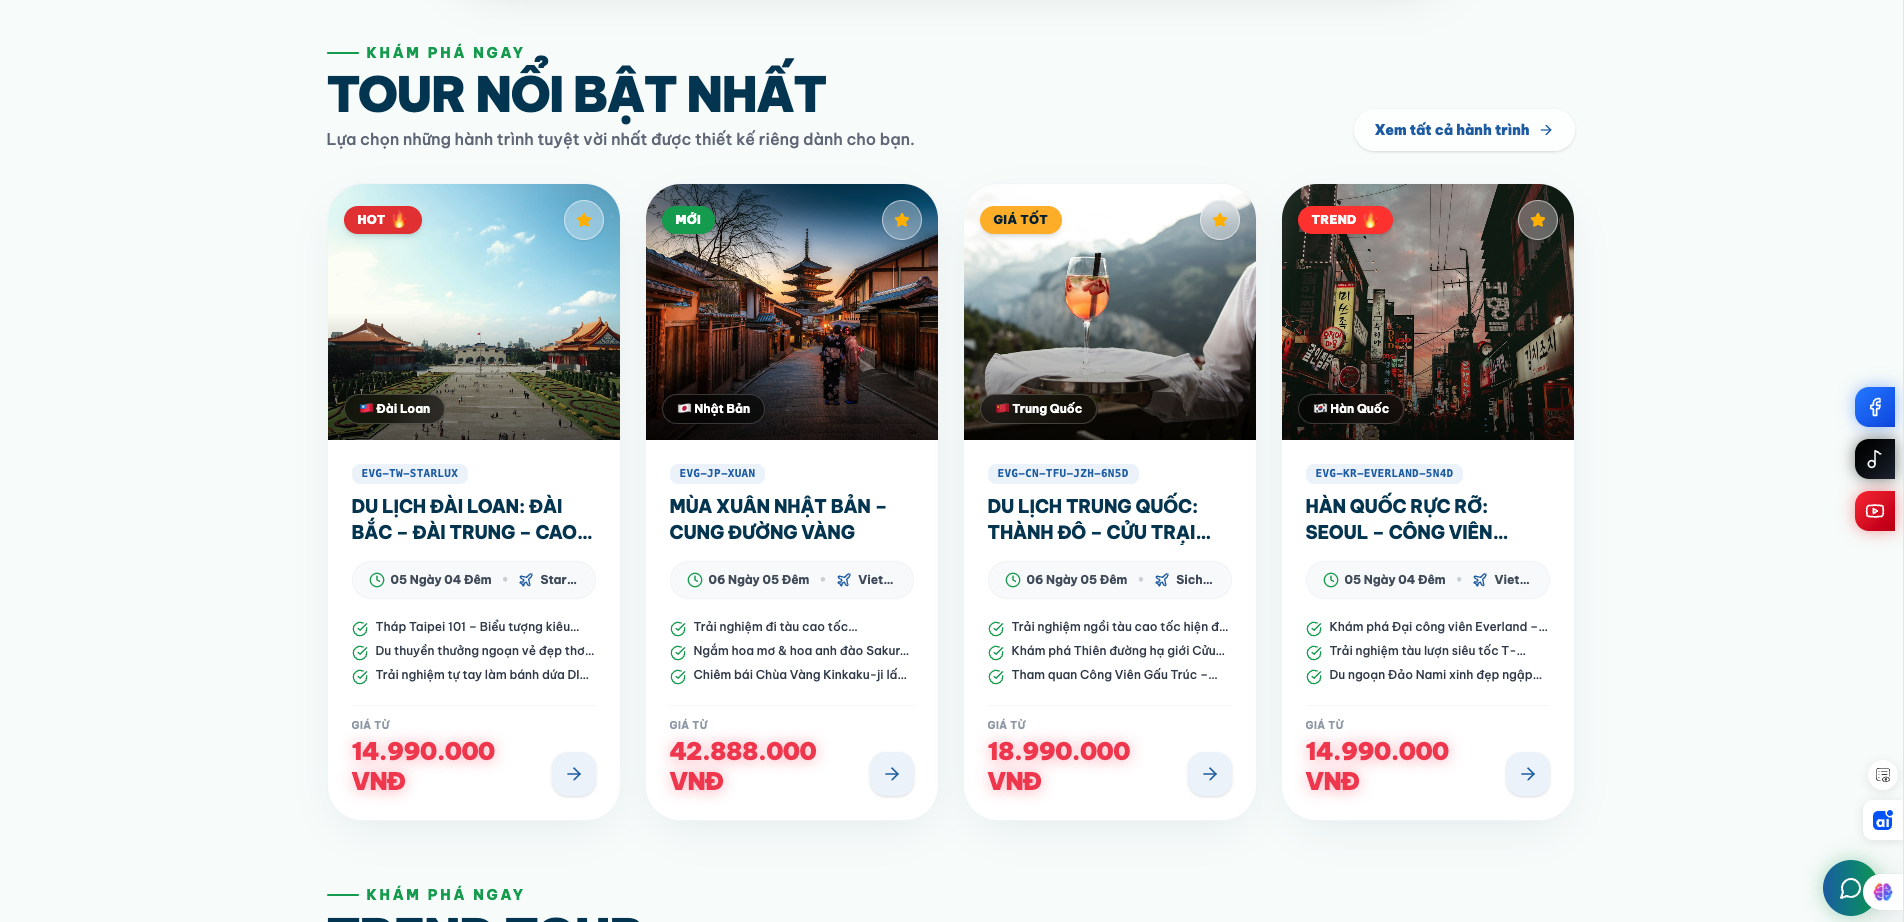 KHÁM PHÁ NGAY
TOUR NỔI BẬT NHẤT
Lựa chọn những hành trình tuyệt vời nhất được thiết kế riêng dành cho bạn.
Xem tất cả hành trình
HOT
Đài Loan
EVG-TW-STARLUX
DU LỊCH ĐÀI LOAN: ĐÀI
BẮC - ĐÀI TRUNG - CAO...
05 Ngày 04 Đêm • Star...
Tháp Taipei 101 - Biểu tượng kiêu...
Du thuyền thưởng ngoạn vẻ đẹp thơ...
Trải nghiệm tự tay làm bánh dứa ĐI...
GIÁ TỪ
14.990.000
VNĐ
MỚI
Nhật Bản
EVG-JP-XUAN
MÙA XUÂN NHẬT BẢN -
CUNG ĐƯỜNG VÀNG
06 Ngày 05 Đêm • Viet...
Trải nghiệm đi tàu cao tốc...
Ngắm hoa mơ & hoa anh đào Sakur...
Chiêm bái Chùa Vàng Kinkaku-ji lấ...
GIÁ TỪ
42.888.000
VNĐ
GIÁ TỐT
Trung Quốc
EVG-CN-TFU-JZH-6N5D
DU LỊCH TRUNG QUỐC:
THÀNH ĐÔ - CỬU TRẠI...
06 Ngày 05 Đêm • Sich...
Trải nghiệm ngồi tàu cao tốc hiện đ...
Khám phá Thiên đường hạ giới Cửu...
Tham quan Công Viên Gấu Trúc -...
GIÁ TỪ
18.990.000
VNĐ
TREND
Hàn Quốc
EVG-KR-EVERLAND-5N4D
HÀN QUỐC RỰC RỠ:
SEOUL - CÔNG VIÊN...
05 Ngày 04 Đêm • Viet...
Khám phá Đại công viên Everland -...
Trải nghiệm tàu lượn siêu tốc T-...
Du ngoạn Đảo Nami xinh đẹp ngập...
GIÁ TỪ
14.990.000
VNĐ
KHÁM PHÁ NGAY
TREND TOUR